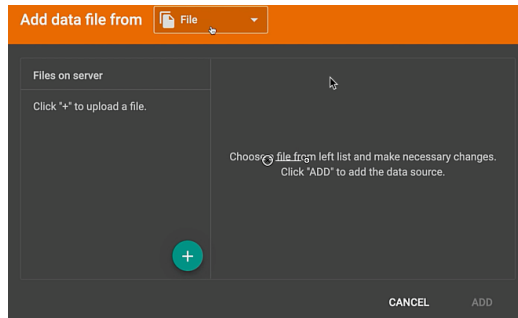 Add data file from File
Files on server
Click "+" to upload a file.
Choose a file from left list and make necessary changes.
Click "ADD" to add the data source.
+
CANCEL ADD